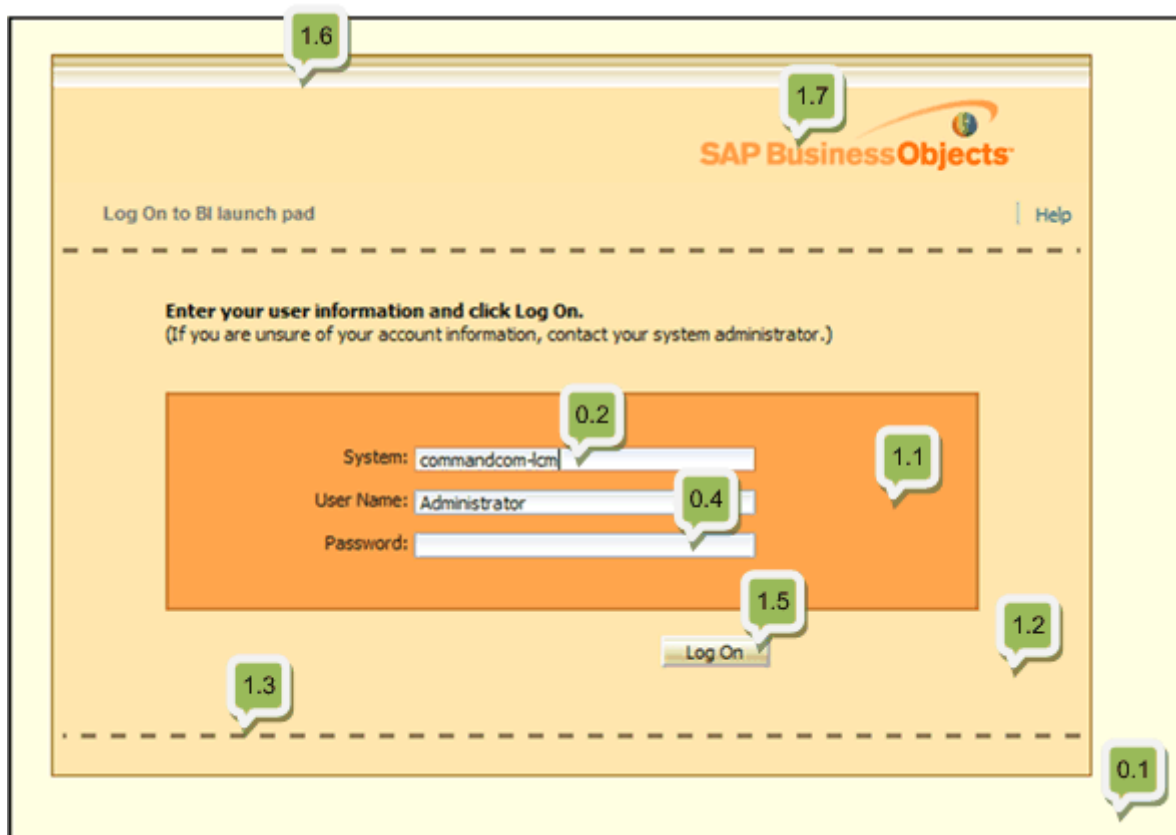 1.6
1.7
SAP BusinessObjects™
Log On to BI launch pad
Help
Enter your user information and click Log On.
(If you are unsure of your account information, contact your system administrator.)
0.2
System: commandcom-lcm
1.1
User Name: Administrator
0.4
Password:
1.5
1.2
Log On
1.3
0.1